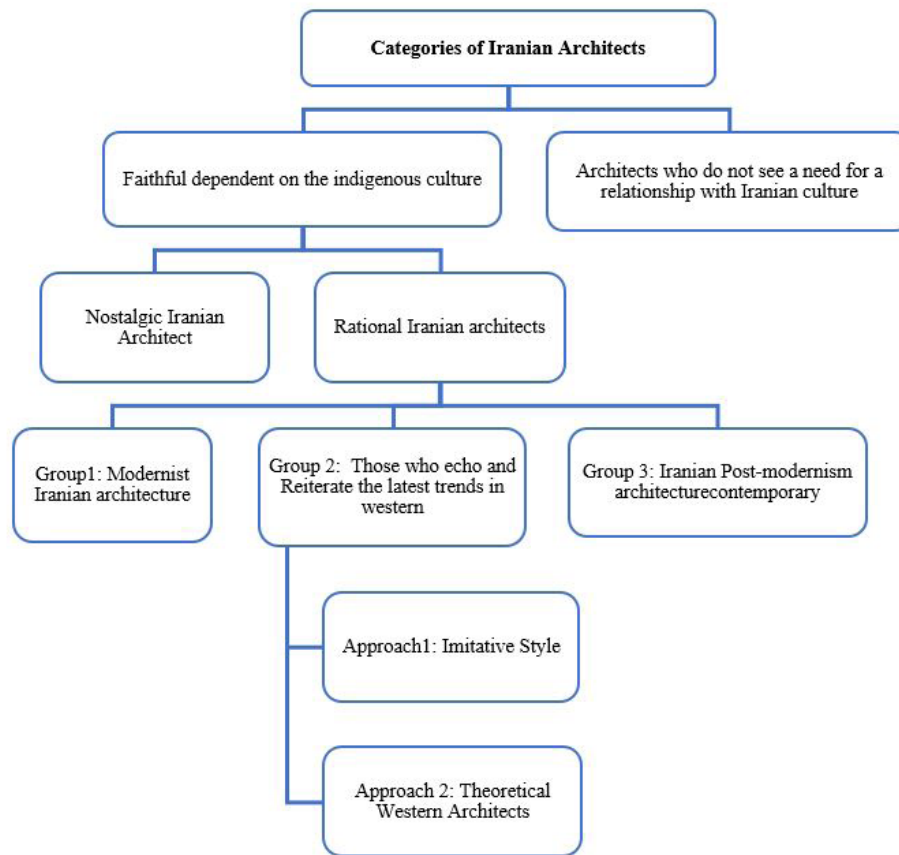 Categories of Iranian Architects
Faithful dependent on the indigenous culture
Architects who do not see a need for a
relationship with Iranian culture
Nostalgic Iranian
Architect
Rational Iranian architects
Group1: Modernist
Iranian architecture
Group 2:  Those who echo and
Reiterate the latest trends in
western
Group 3: Iranian Post-modernism
architecturecontemporary
Approach1: Imitative Style
Approach 2: Theoretical
Western Architects